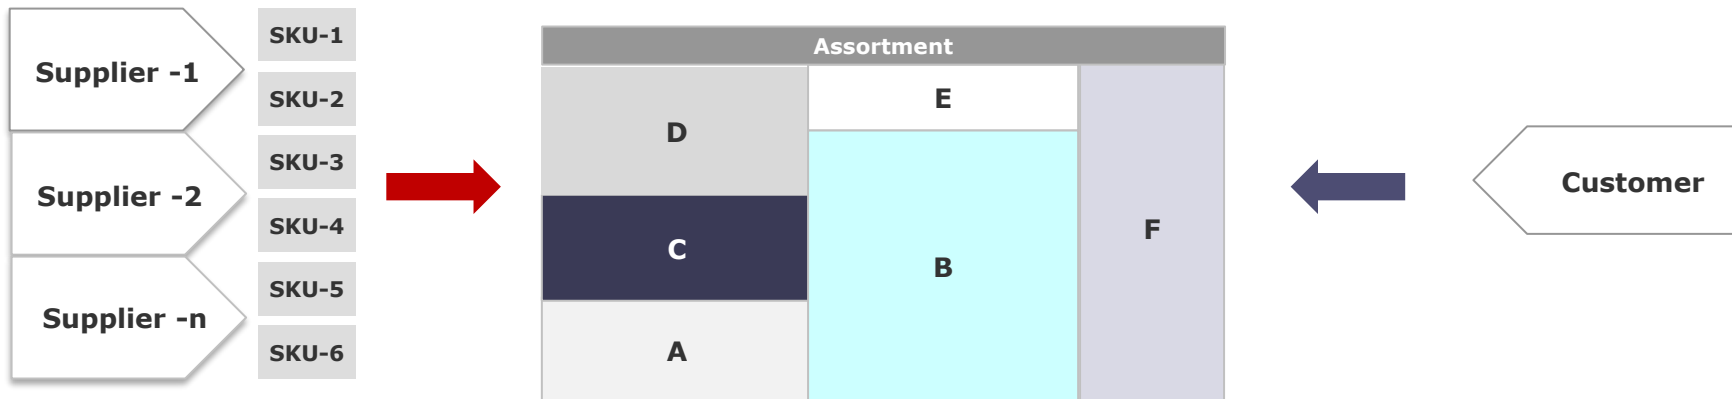 Supplier -1
Supplier -2
Supplier -n
SKU-1
SKU-2
SKU-3
SKU-4
SKU-5
SKU-6
Assortment
D
C
A
E
B
F
Customer